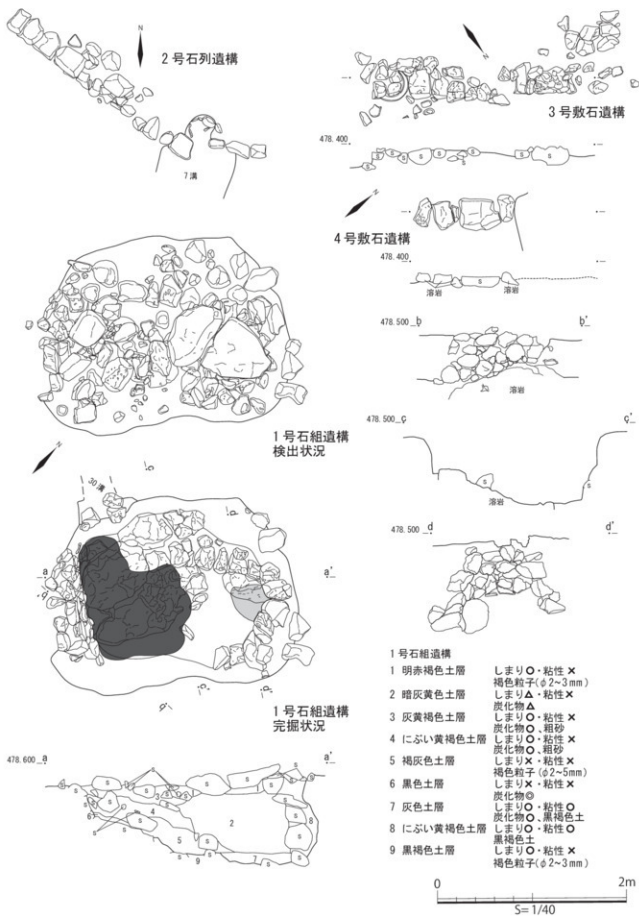 N
2号石列遺構
7溝
N
3号敷石遺構
478.400
S S S S S S S
S
N
4号敷石遺構
478.400
S
溶岩 溶岩
478.500 b b'
溶岩
1号石組遺構
検出状況
478.500 c c'
S
溶岩
S
N
30溝
c
d
a a'
b
b'
c'
d'
478.500
d d'
1号石組遺構
完掘状況
478.600 a a'
S S S S S S
6
4
2
5
8
9
7
1号石組遺構
1 明赤褐色土層 しまり○・粘性×
褐色粒子(φ2~3mm)
2 暗灰黄色土層 しまり△・粘性×
炭化物△
3 灰黄褐色土層 しまり○・粘性×
炭化物○、粗砂
4 にぶい黄褐色土層 しまり○・粘性×
炭化物○、粗砂
5 褐灰色土層 しまり×・粘性×
褐色粒子(φ2~5mm)
6 黒色土層 しまり×・粘性×
炭化物◎
7 灰色土層 しまり○・粘性○
炭化物○、黒褐色土
8 にぶい黄褐色土層 しまり○・粘性○
黒褐色土
9 黒褐色土層 しまり○・粘性×
褐色粒子(φ2~3mm)
0 2m
S=1/40